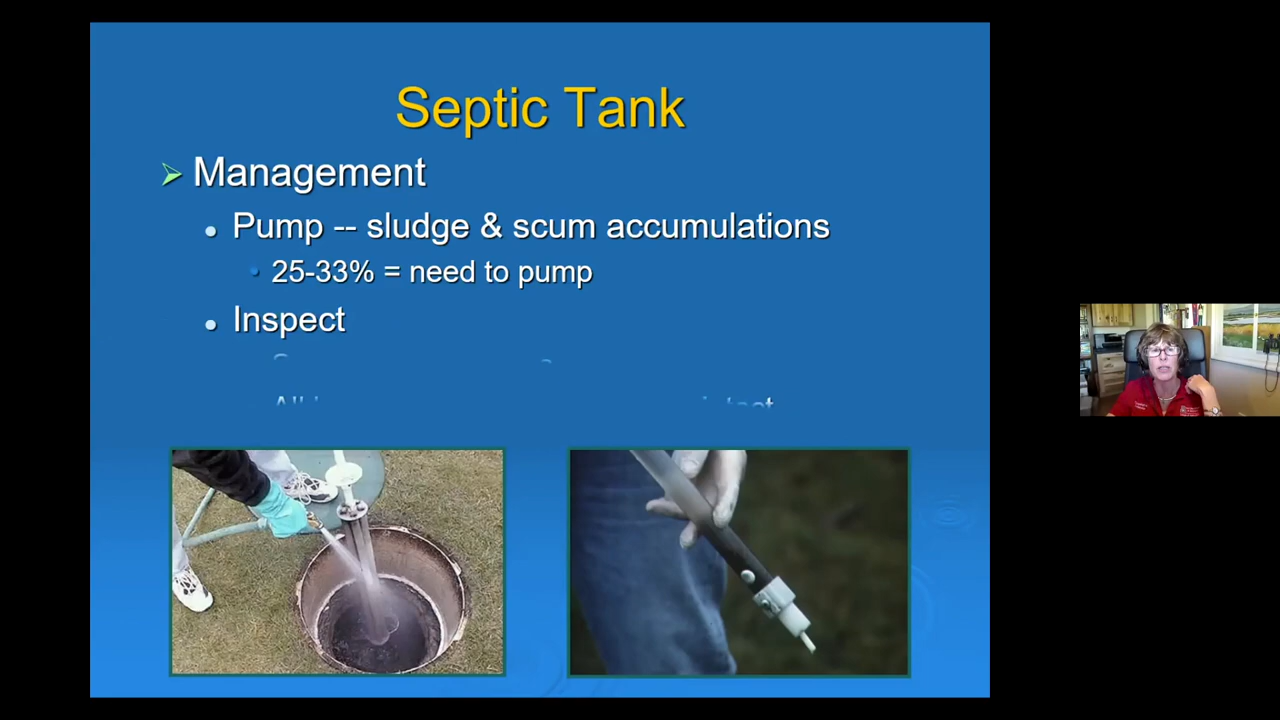 Septic Tank
Management
Pump -- sludge & scum accumulations
25-33% = need to pump
Inspect